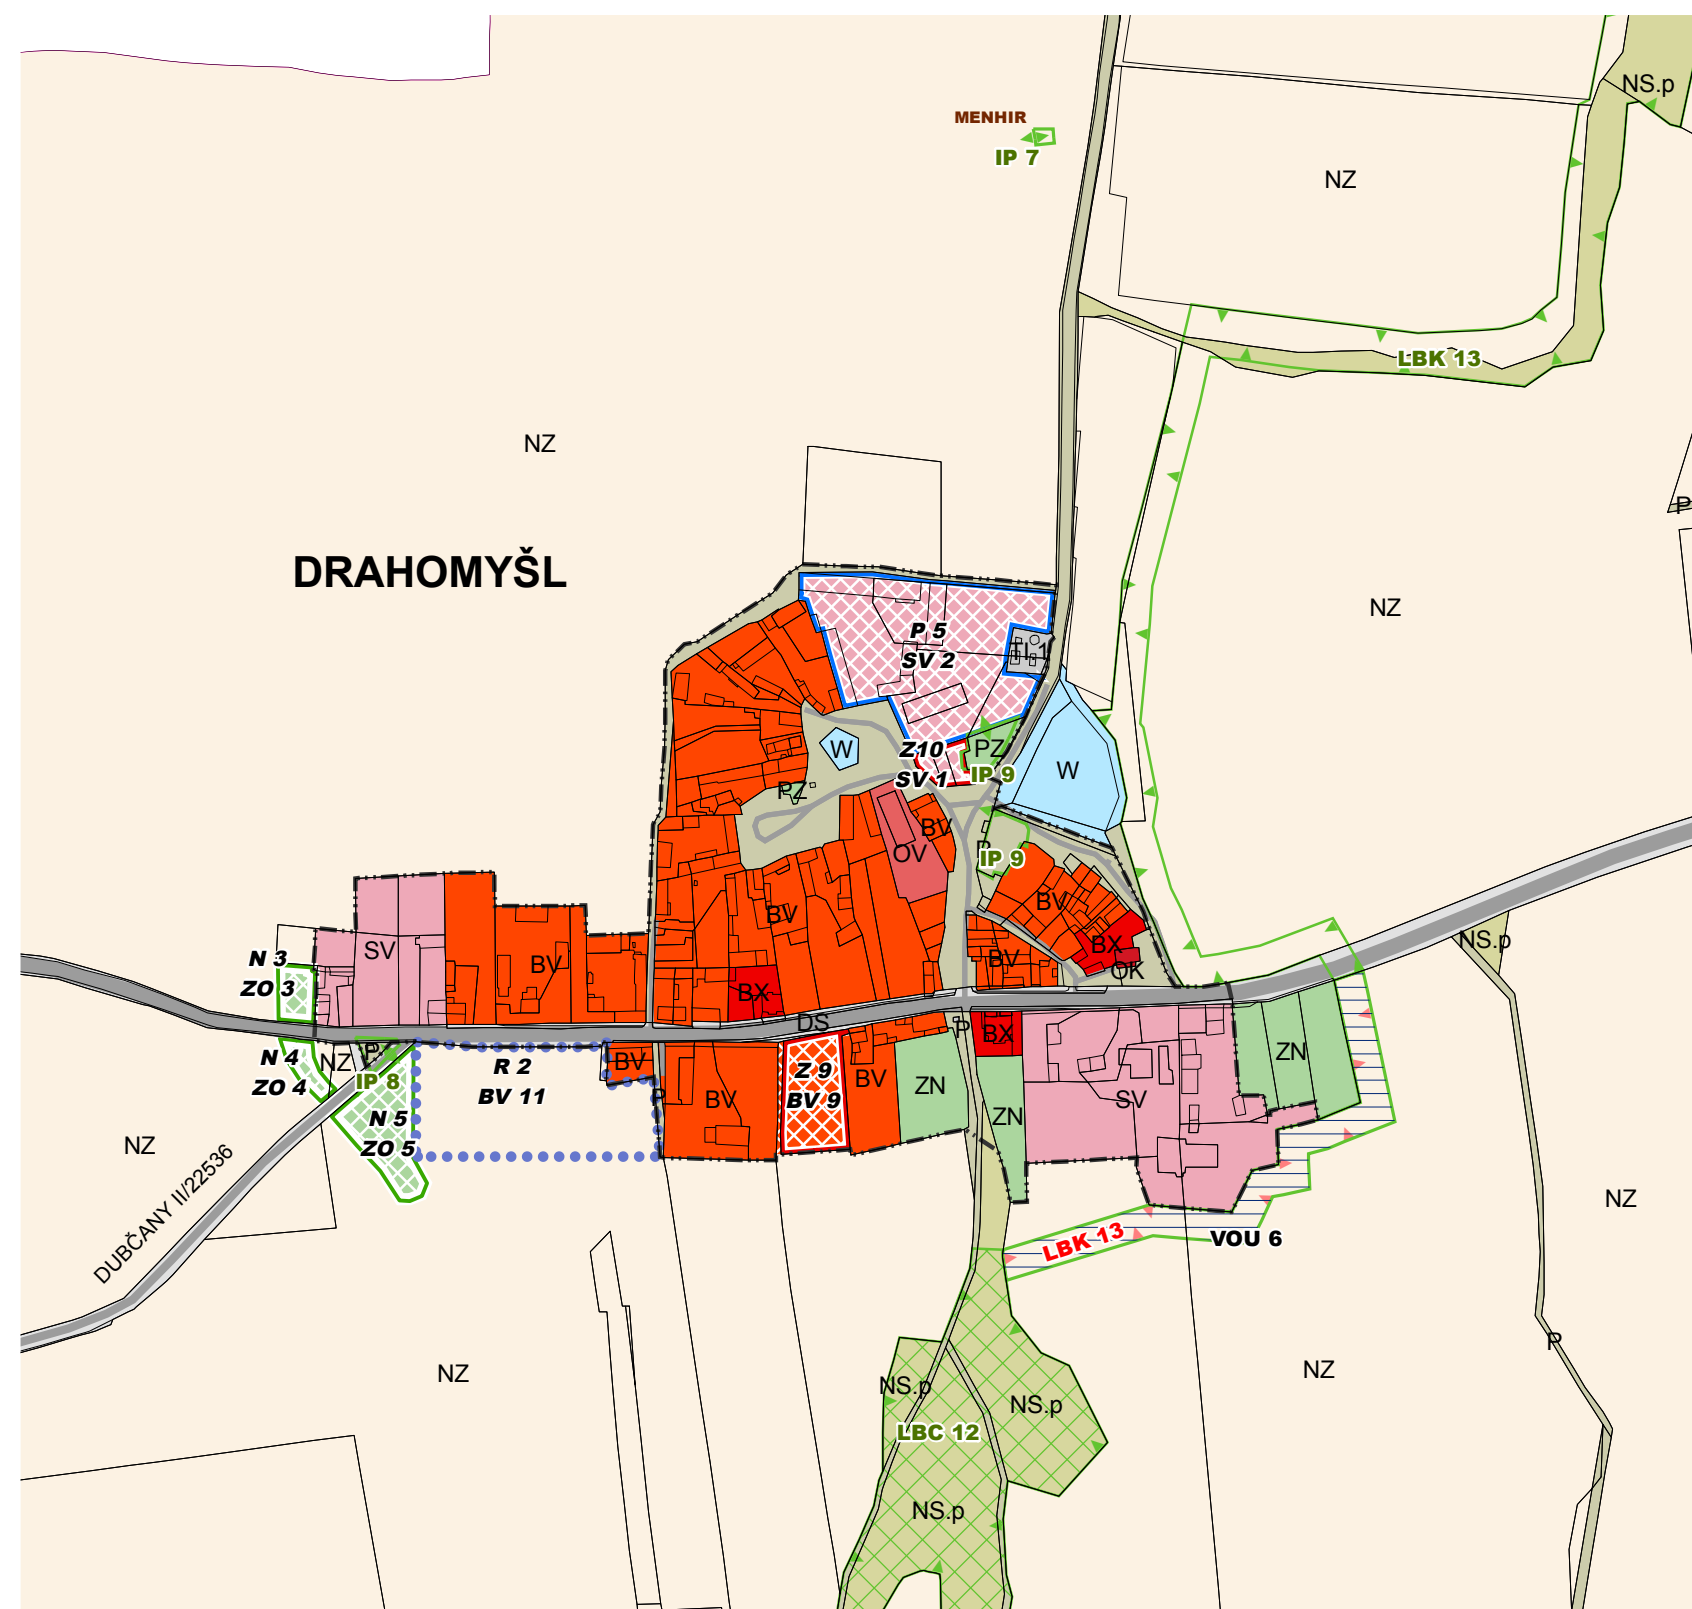 NS.p
MENHIR
IP 7
NZ
LBK 13
NZ
P
DRAHOMYŠL
NZ
P 5
SV 2
TI.1
W
Z10
SV 1
PZ
IP 9
W
PZ
BV
OV
P
IP 9
BV
BV
SV
BV
BX
BV
BX
OK
NS.p
N 3
ZO 3
DS
P
BX
N 4
ZO 4
NZ
P
IP 8
R 2
BV 11
BV
P
BV
Z 9
BV 9
BV
ZN
ZN
SV
ZN
N 5
ZO 5
NZ
DUBČANY II/22536
NZ
LBK 13
VOU 6
NZ
NS.p
NS.p
LBC 12
NZ
P
NS.p